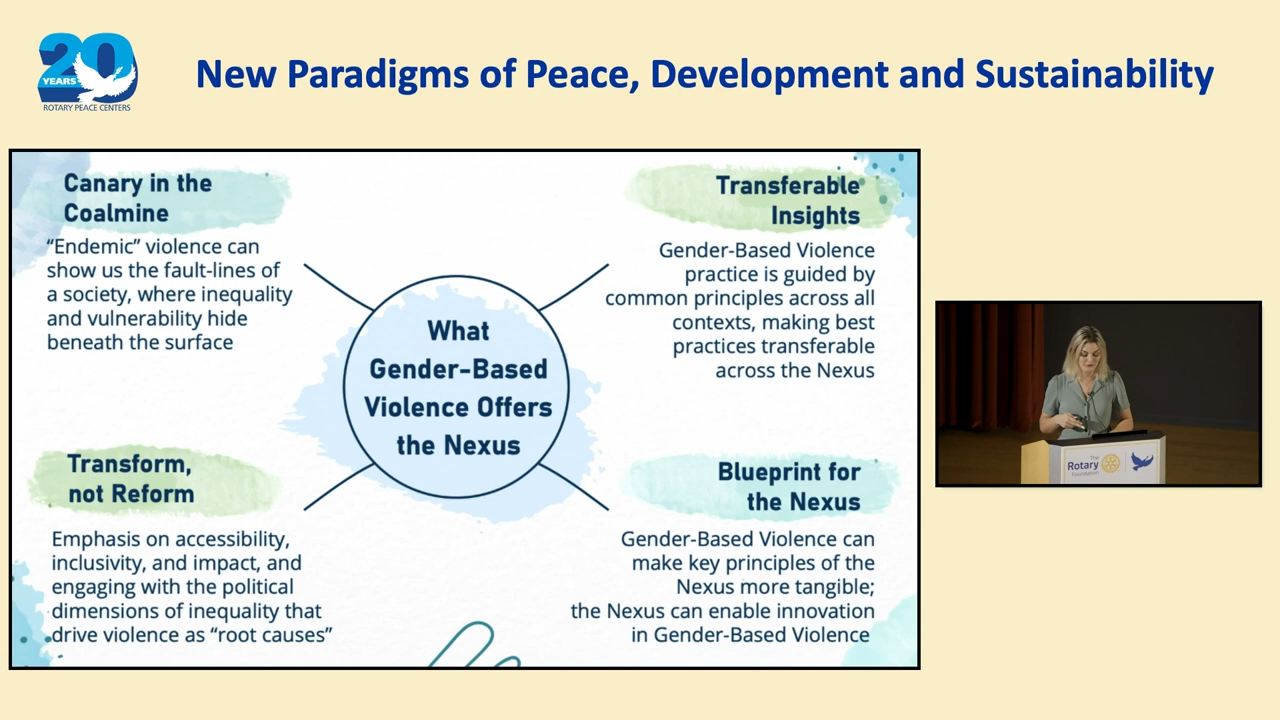 20
YEARS
ROTARY PEACE CENTERS
New Paradigms of Peace, Development and Sustainability
Canary in the
Coalmine
“Endemic” violence can
show us the fault-lines of
a society, where inequality
and vulnerability hide
beneath the surface
Transferable
Insights
Gender-Based Violence
practice is guided by
common principles across all
contexts, making best
practices transferable
across the Nexus
What
Gender-Based
Violence Offers
the Nexus
Transform,
not Reform
Emphasis on accessibility,
inclusivity, and impact, and
engaging with the political
dimensions of inequality that
drive violence as “root causes”
Blueprint for
the Nexus
Gender-Based Violence can
make key principles of the
Nexus more tangible;
the Nexus can enable innovation
in Gender-Based Violence
The
Rotary
Foundation